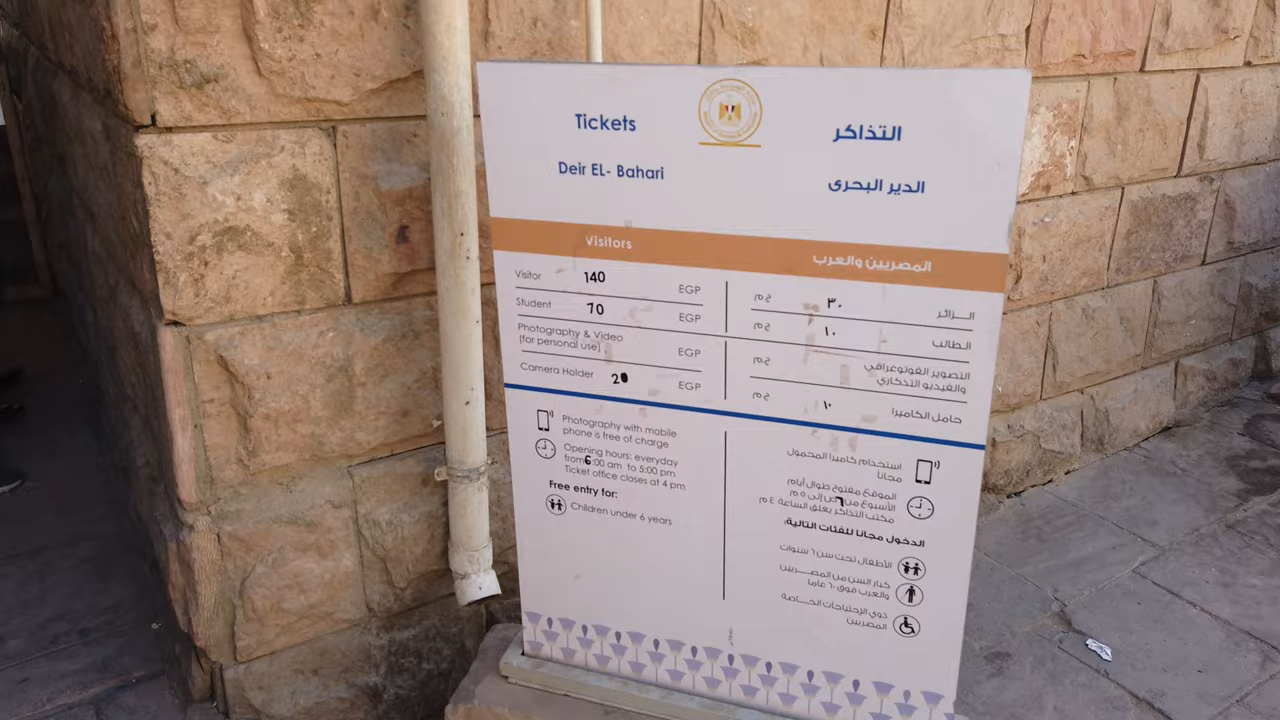 Tickets
التذاكر
Deir EL- Bahari
الدير البحرى
Visitors
Visitor 140 EGP
Student 70 EGP
Photography & Video
(for personal use) EGP
Camera Holder 20 EGP
المصريين والعرب
الـــزائر ٣٠ ج م
الطالب ١٠ ج م
التصوير الفوتوغرافي
والفيديو التذكاري ج م
حامل الكاميرا ١٠ ج م
Photography with mobile
phone is free of charge
Opening hours: everyday
from 6:00 am to 5:00 pm
Ticket office closes at 4 pm
Free entry for:
Children under 6 years
استخدام كاميرا المحمول
مجانا
الموقع مفتوح طوال أيام
الأسبوع من ٦ ص إلى ٥ م
مكتب التذاكر يغلق الساعة ٤ م
الدخول مجانا للفئات التالية:
الأطفال تحت سن ٦ سنوات
كبار السن من المصـــريين
والعرب فوق ٦٠ عاما
ذوي الإحتياجات الخـــاصة
المصريين